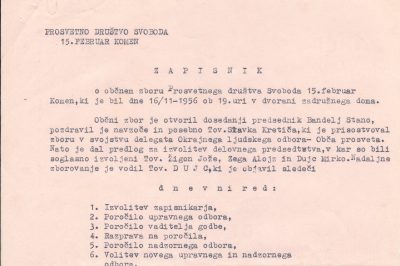 PROSVETNO DRUŠTVO SVOBODA
15.FEBRUAR KOMEN
Z A P I S N I K
o občnem zboru Prosvetnega društva Svoboda 15.februar
Komen,ki je bil dne 16/11-1956 ob 19.uri v dvorani zadružnega doma.
Občni zbor je otvoril dosedanji predsednik Bandelj Stano,
pozdravil je navzoče in posebno Tov.Slavka Kretiča,ki je prisostvoval
zboru v svojstvu delegata Okrajnega ljudskega odbora- Obča prosveta.
Nato je dal predlog za izvolitev delovnega predsedstva,v kar so bili
soglasno izvoljeni Tov. Žigon Jože, Zega Alojz in Dujc Mirko.Nadaljne
zborovanje je vodil Tov. D U J C,ki je objavil sledeči
d n e v n i r e d :
1. Izvolitev zapisnikarja,
2. Poročilo upravnega odbora,
3. Poročilo vaditelja godbe,
4. Razprava na poročila,
5. Poročilo nadzornega odbora,
6. Volitev novega upravnega in nadzornega
odbora,